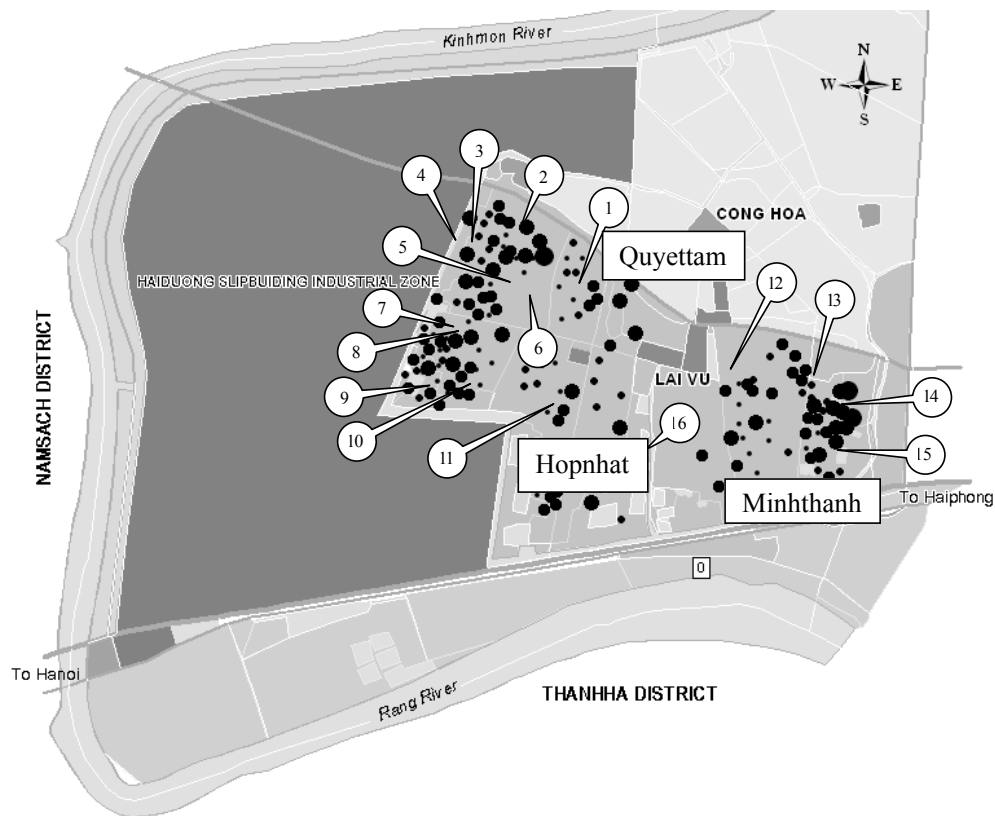 Kinhmon River
N
W
E
S
3
4
2
1
CONG HOA
5
Quyettam
HAIDUONG SLIPBUIDING INDUSTRIAL ZONE
12
13
7
8
6
NAMSACH DISTRICT
LAI VU
9
14
10
16
11
15
Hopnhat
Minhthanh
To Haiphong
0
To Hanoi
Rang River
THANHHA DISTRICT